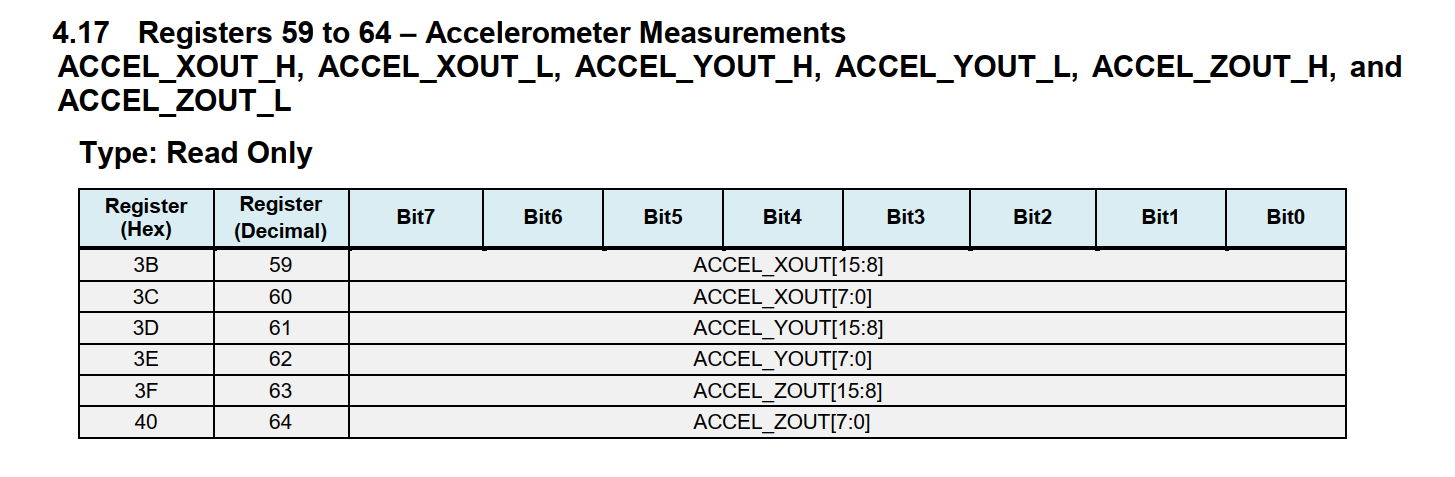 4.17 Registers 59 to 64 – Accelerometer Measurements
ACCEL_XOUT_H, ACCEL_XOUT_L, ACCEL_YOUT_H, ACCEL_YOUT_L, ACCEL_ZOUT_H, and
ACCEL_ZOUT_L
Type: Read Only
Register (Hex) Register (Decimal) Bit7 Bit6 Bit5 Bit4 Bit3 Bit2 Bit1 Bit0
3B 59 ACCEL_XOUT[15:8]
3C 60 ACCEL_XOUT[7:0]
3D 61 ACCEL_YOUT[15:8]
3E 62 ACCEL_YOUT[7:0]
3F 63 ACCEL_ZOUT[15:8]
40 64 ACCEL_ZOUT[7:0]